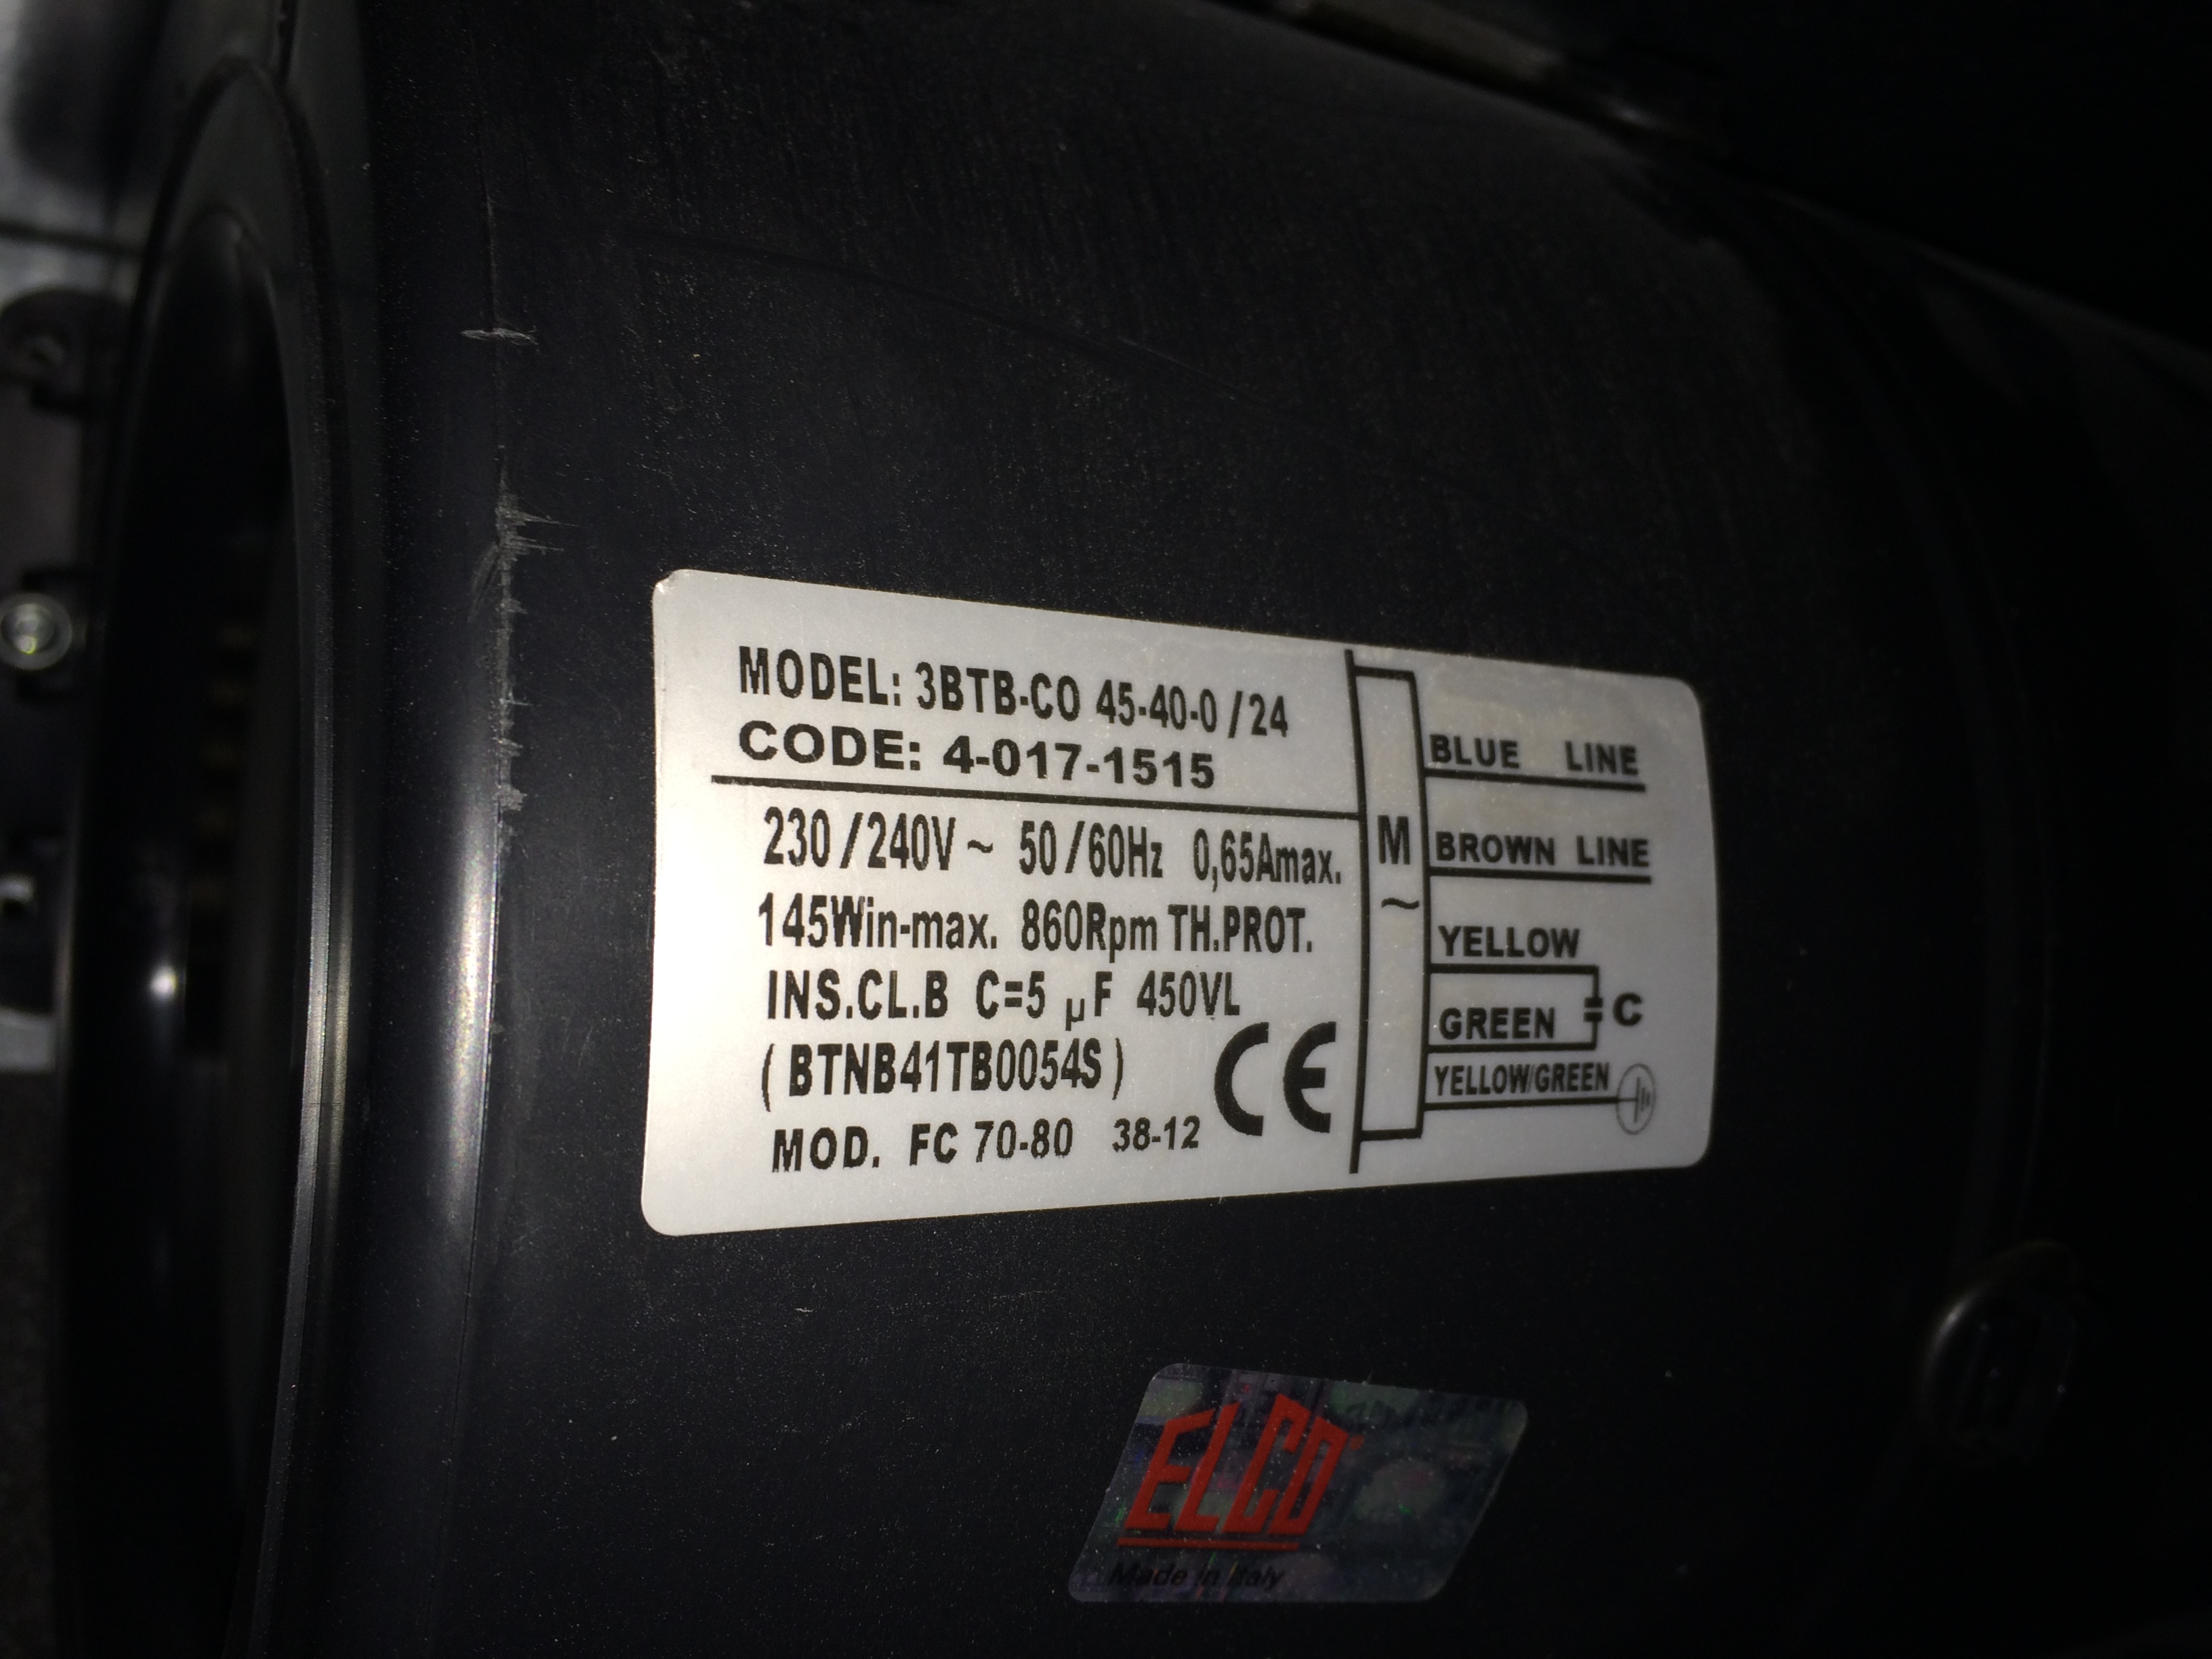 MODEL: 3BTB-CO 45-40-0 / 24
CODE: 4-017-1515
230 / 240V ~ 50 / 60Hz 0,65Amax.
145Win-max. 860Rpm TH.PROT.
INS.CL.B C=5 µF 450VL
( BTNB41TB0054S )
CE
MOD. FC 70-80 38-12
M
~
BLUE LINE
BROWN LINE
YELLOW
C
GREEN
YELLOW/GREEN
ELCO
Made in Italy